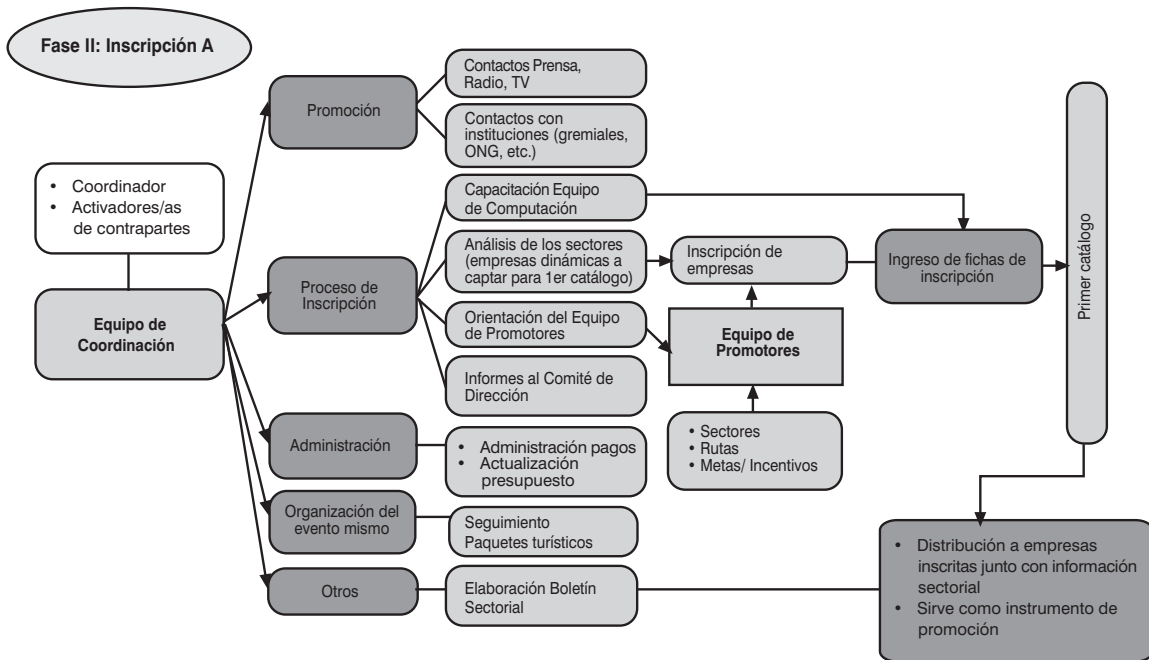 Fase II: Inscripción A
• Coordinador
• Activadores/as
de contrapartes
Equipo de
Coordinación
Promoción
Contactos Prensa,
Radio, TV
Contactos con
instituciones (gremiales,
ONG, etc.)
Proceso de
Inscripción
Capacitación Equipo
de Computación
Análisis de los sectores
(empresas dinámicas a
captar para 1er catálogo)
Orientación del Equipo
de Promotores
Informes al Comité de
Dirección
Inscripción de
empresas
Equipo de
Promotores
• Sectores
• Rutas
• Metas/ Incentivos
Ingreso de fichas de
inscripción
Primer catálogo
Administración
• Administración pagos
• Actualización
presupuesto
Organización del
evento mismo
Seguimiento
Paquetes turísticos
Otros
Elaboración Boletín
Sectorial
• Distribución a empresas
inscritas junto con información
sectorial
• Sirve como instrumento de
promoción